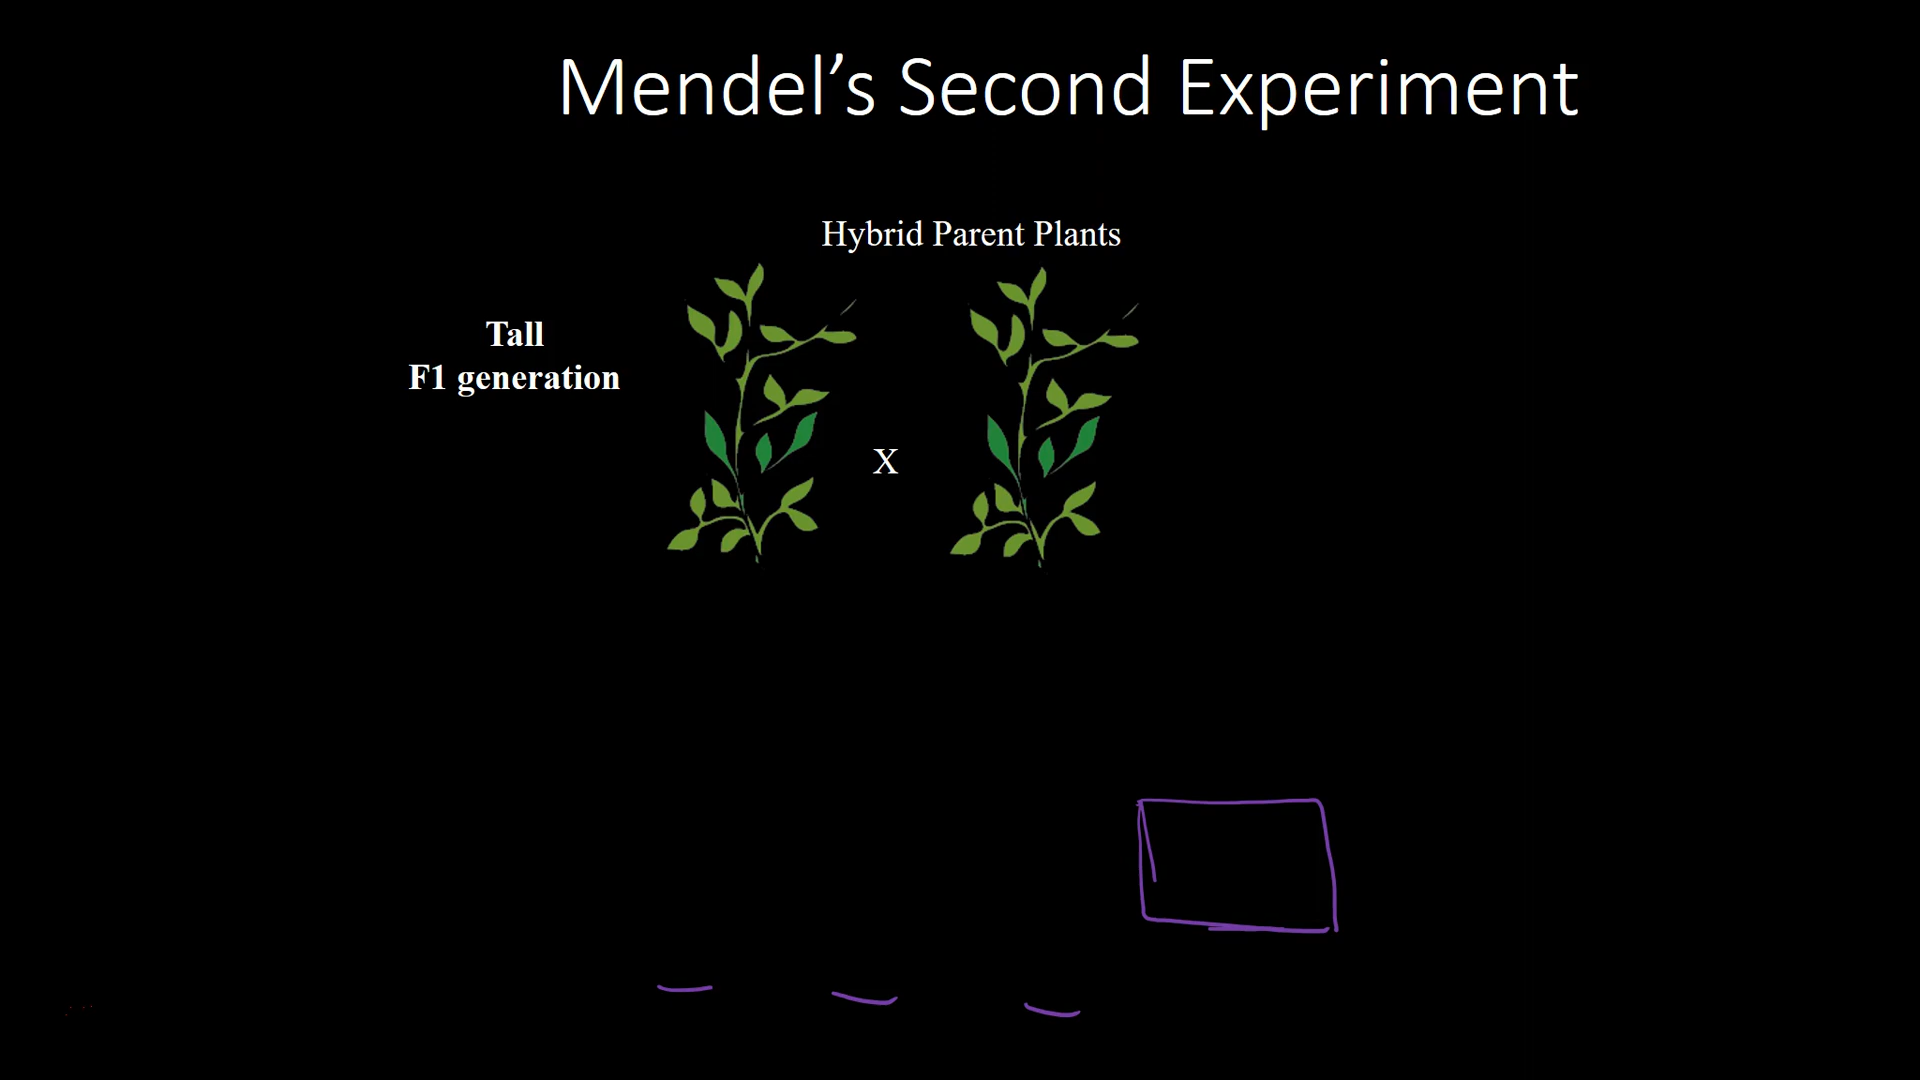 Mendel’s Second Experiment
Hybrid Parent Plants
Tall
F1 generation
X